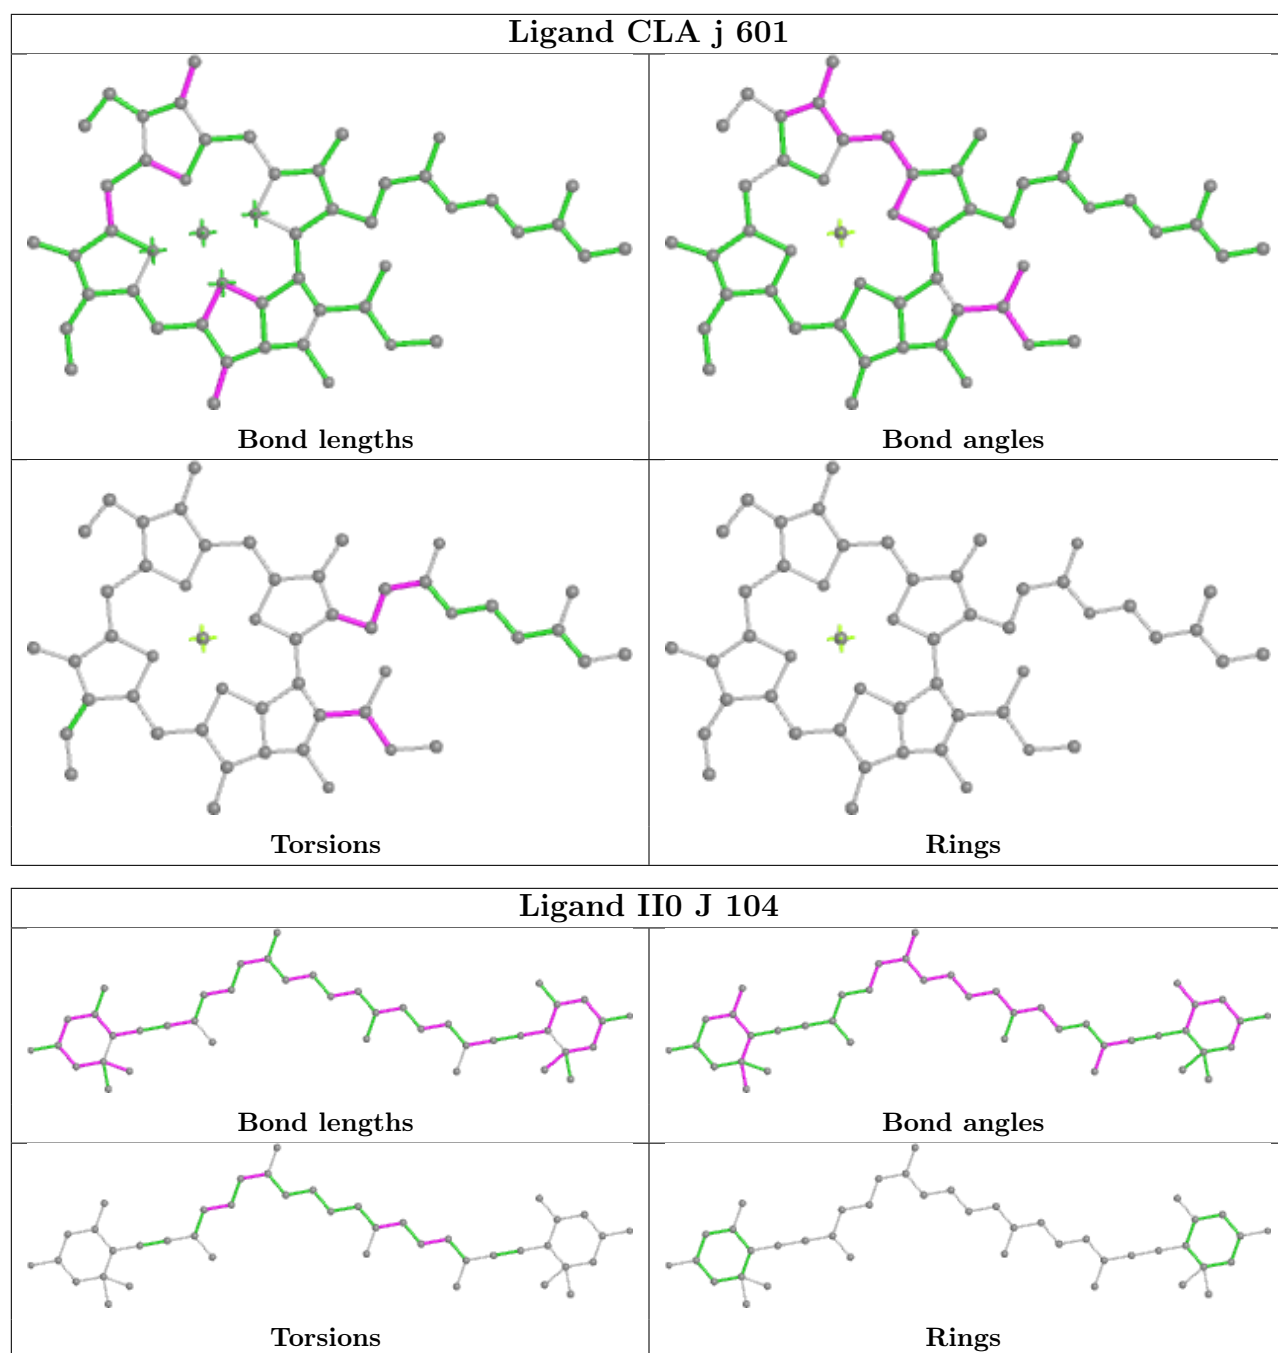 Ligand CLA j 601
Bond lengths
Bond angles
Torsions
Rings
Ligand II0 J 104
Bond lengths
Bond angles
Torsions
Rings